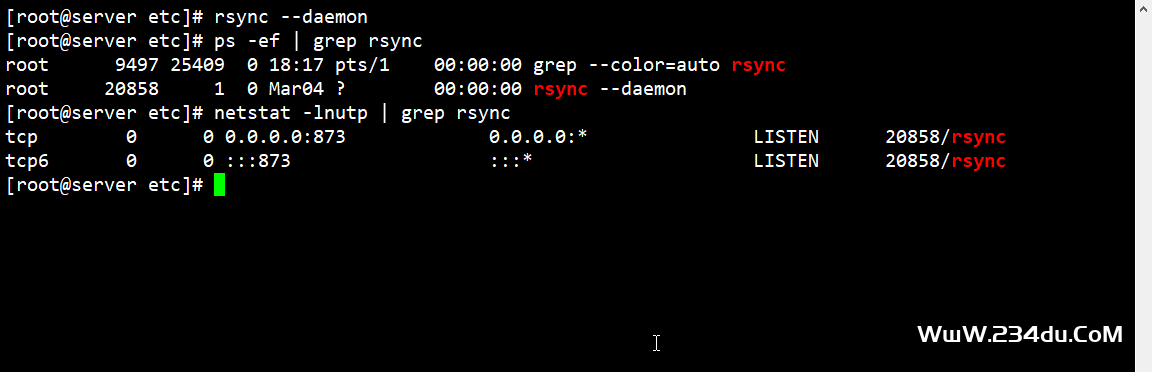 [root@server etc]# rsync --daemon
[root@server etc]# ps -ef | grep rsync
root      9497 25409  0 18:17 pts/1    00:00:00 grep --color=auto rsync
root     20858     1  0 Mar04 ?        00:00:00 rsync --daemon
[root@server etc]# netstat -lnutp | grep rsync
tcp        0      0 0.0.0.0:873             0.0.0.0:*               LISTEN      20858/rsync
tcp6       0      0 :::873                  :::*                    LISTEN      20858/rsync
[root@server etc]#
WwW.234du.CoM